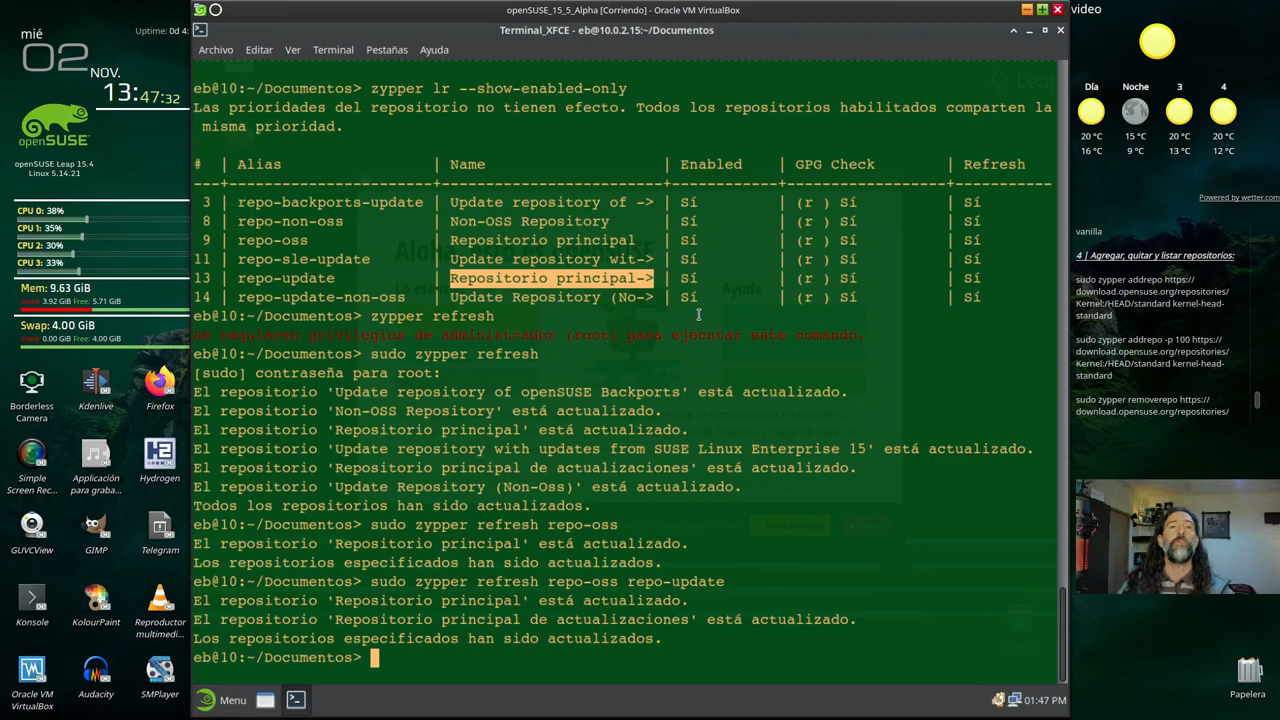 openSUSE_15_5_Alpha [Corriendo] - Oracle VM VirtualBox
Terminal_XFCE - eb@10.0.2.15:~/Documentos
Archivo Editar Ver Terminal Pestañas Ayuda
eb@10:~/Documentos> zypper lr --show-enabled-only
Las prioridades del repositorio no tienen efecto. Todos los repositorios habilitados comparten la
misma prioridad.
# | Alias | Name | Enabled | GPG Check | Refresh
---+-----------------------+------------------------+-----------+-----------------+----------
3 | repo-backports-update | Update repository of -> | Sí | (r ) Sí | Sí
8 | repo-non-oss | Non-OSS Repository | Sí | (r ) Sí | Sí
9 | repo-oss | Repositorio principal | Sí | (r ) Sí | Sí
11 | repo-sle-update | Update repository wit-> | Sí | (r ) Sí | Sí
13 | repo-update | Repositorio principal-> | Sí | (r ) Sí | Sí
14 | repo-update-non-oss | Update Repository (No-> | Sí | (r ) Sí | Sí
eb@10:~/Documentos> zypper refresh
Se requieren privilegios de administrador (root) para ejecutar este comando.
eb@10:~/Documentos> sudo zypper refresh
[sudo] contraseña para root:
El repositorio 'Update repository of openSUSE Backports' está actualizado.
El repositorio 'Non-OSS Repository' está actualizado.
El repositorio 'Repositorio principal' está actualizado.
El repositorio 'Update repository with updates from SUSE Linux Enterprise 15' está actualizado.
El repositorio 'Repositorio principal de actualizaciones' está actualizado.
El repositorio 'Update Repository (Non-Oss)' está actualizado.
Todos los repositorios han sido actualizados.
eb@10:~/Documentos> sudo zypper refresh repo-oss
El repositorio 'Repositorio principal' está actualizado.
Los repositorios especificados han sido actualizados.
eb@10:~/Documentos> sudo zypper refresh repo-oss repo-update
El repositorio 'Repositorio principal' está actualizado.
El repositorio 'Repositorio principal de actualizaciones' está actualizado.
Los repositorios especificados han sido actualizados.
eb@10:~/Documentos>
Menu
01:47 PM
mié
Uptime: 0d 4:
02
NOV.
13:47:32
openSUSE
openSUSE Leap 15.4
Linux 5.14.21
CPU 0: 38%
CPU 1: 35%
CPU 2: 30%
CPU 3: 33%
Mem: 9.63 GiB
Used: 3.92 GiB Free: 5.71 GiB
Swap: 4.00 GiB
Used: 0.00 GiB Free: 4.00 GiB
Borderless
Camera
Kdenlive
Firefox
Simple
Screen Rec...
Aplicación
para graba...
Hydrogen
GUVCView
GIMP
Telegram
Konsole
KolourPaint
Reproductor
multimedi...
Oracle VM
VirtualBox
Audacity
SMPlayer
video
Día Noche 3 4
20 °C 15 °C 20 °C 20 °C
16 °C 9 °C 13 °C 12 °C
Powered by wetter.com
vanilla
4 | Agregar, quitar y listar repositorios:
sudo zypper addrepo https://
download.opensuse.org/repositories/
Kernel:/HEAD/standard kernel-head-
standard
sudo zypper addrepo -p 100 https://
download.opensuse.org/repositories/
Kernel:/HEAD/standard kernel-head-
standard
sudo zypper removerepo https://
download.opensuse.org/repositories/
Papelera